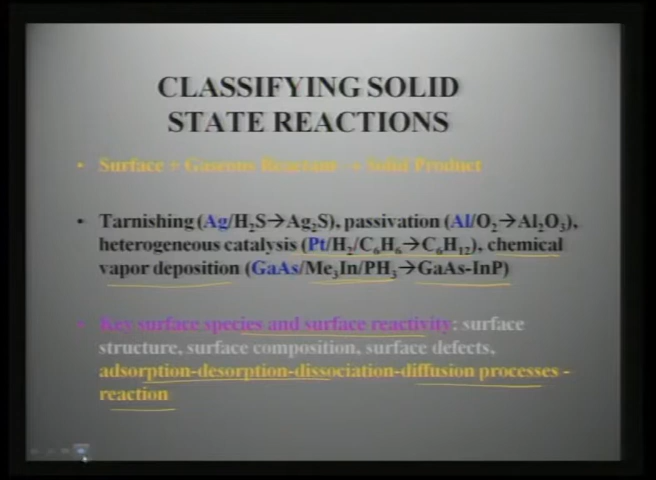 CLASSIFYING SOLID
STATE REACTIONS
• Surface + Gaseous Reactant → Solid Product
• Tarnishing (Ag/H₂S→Ag₂S), passivation (Al/O₂→Al₂O₃),
heterogeneous catalysis (Pt/H₂/C₆H₆→C₆H₁₂), chemical
vapor deposition (GaAs/Me₃In/PH₃→GaAs-InP)
• Key surface species and surface reactivity: surface
structure, surface composition, surface defects,
adsorption-desorption-dissociation-diffusion processes -
reaction